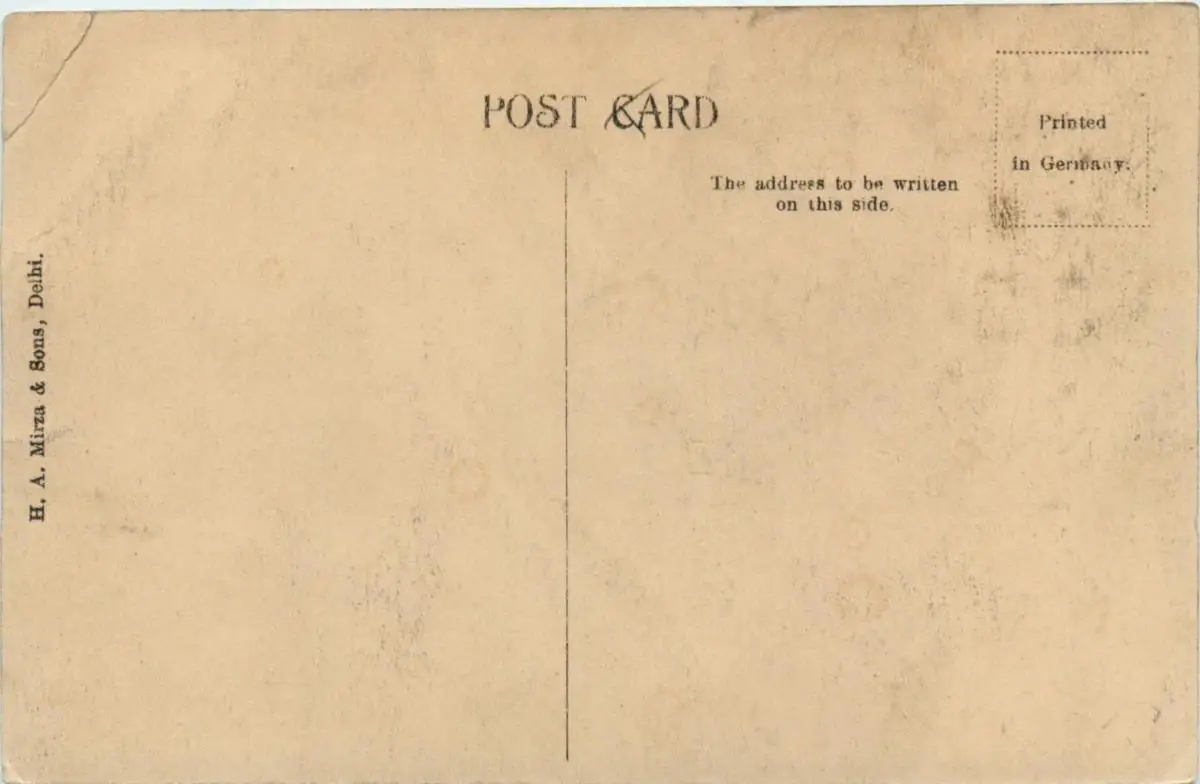 POST CARD
Printed
in Germany.
The address to be written
on this side.
H. A. Mirza & Sons, Delhi.